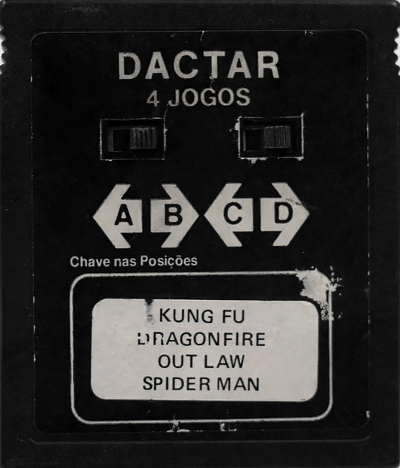 DACTAR
4 JOGOS
A B C D
Chave nas Posições
KUNG FU
DRAGONFIRE
OUT LAW
SPIDER MAN